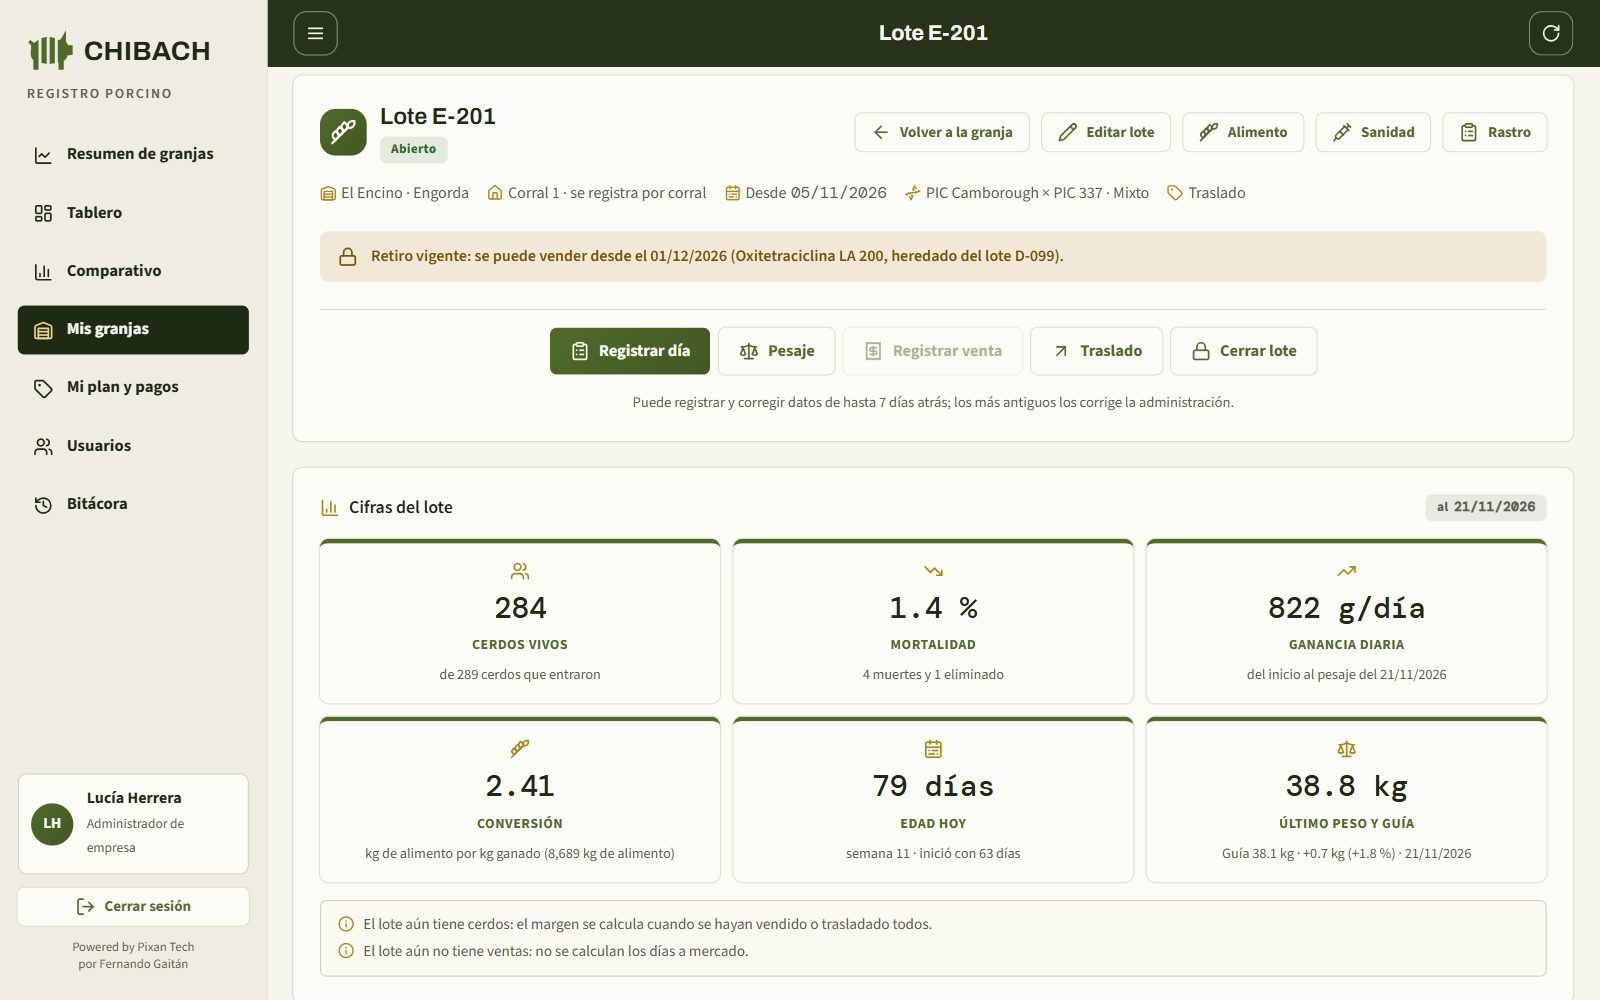 CHIBACH
REGISTRO PORCINO
Resumen de granjas
Tablero
Comparativo
Mis granjas
Mi plan y pagos
Usuarios
Bitácora
LH
Lucía Herrera
Administrador de
empresa
Cerrar sesión
Powered by Pixan Tech
por Fernando Gaitán
Lote E-201
Lote E-201
Abierto
Volver a la granja
Editar lote
Alimento
Sanidad
Rastro
El Encino · Engorda
Corral 1 · se registra por corral
Desde 05/11/2026
PIC Camborough × PIC 337 · Mixto
Traslado
Retiro vigente: se puede vender desde el 01/12/2026 (Oxitetraciclina LA 200, heredado del lote D-099).
Registrar día
Pesaje
Registrar venta
Traslado
Cerrar lote
Puede registrar y corregir datos de hasta 7 días atrás; los más antiguos los corrige la administración.
Cifras del lote
al 21/11/2026
284
CERDOS VIVOS
de 289 cerdos que entraron
1.4 %
MORTALIDAD
4 muertes y 1 eliminado
822 g/día
GANANCIA DIARIA
del inicio al pesaje del 21/11/2026
2.41
CONVERSIÓN
kg de alimento por kg ganado (8,689 kg de alimento)
79 días
EDAD HOY
semana 11 · inició con 63 días
38.8 kg
ÚLTIMO PESO Y GUÍA
Guía 38.1 kg · +0.7 kg (+1.8 %) · 21/11/2026
El lote aún tiene cerdos: el margen se calcula cuando se hayan vendido o trasladado todos.
El lote aún no tiene ventas: no se calculan los días a mercado.